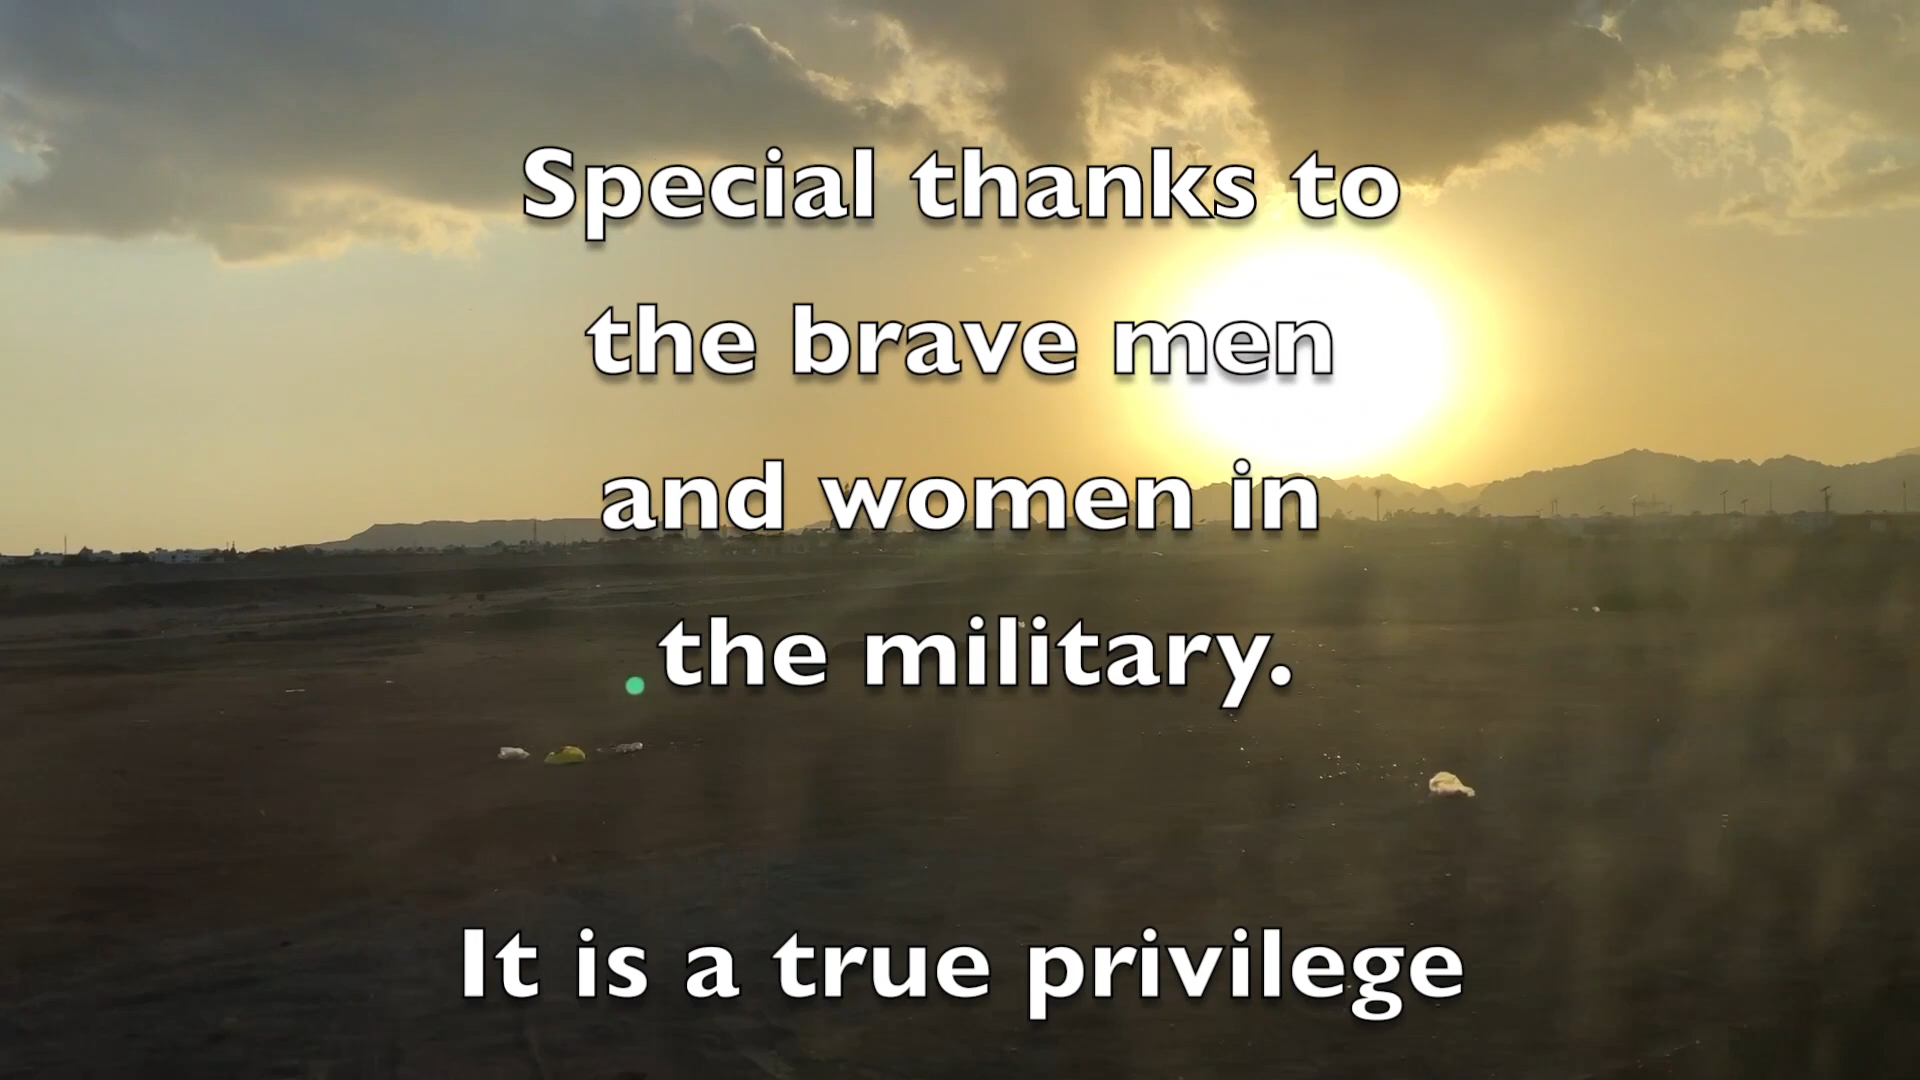 Special thanks to
the brave men
and women in
the military.
It is a true privilege